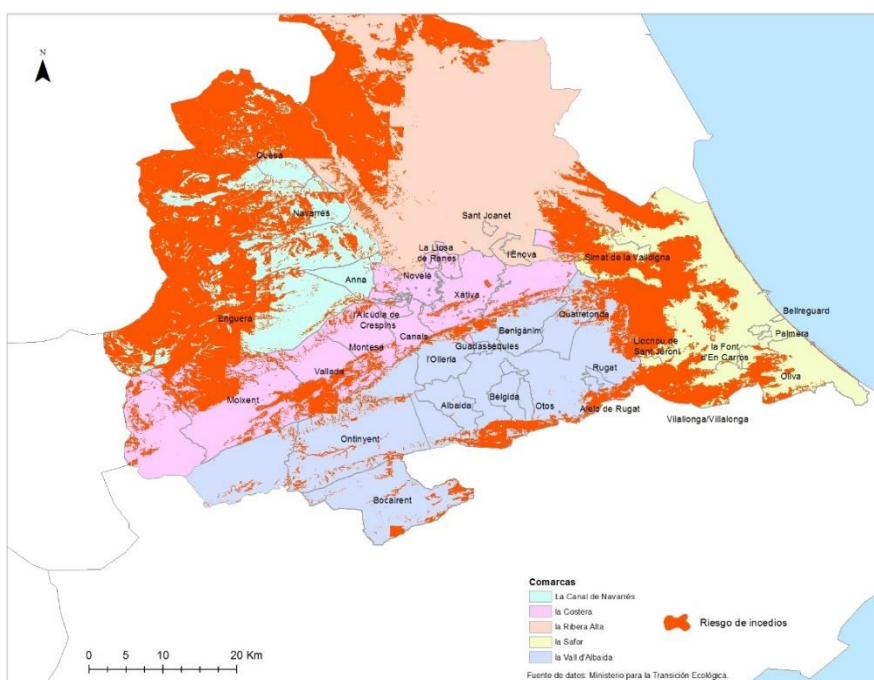 N
Quesa
Navarrés
Sant Joanet
La Llosa
de Ranes
l'Ènova
Simat de la Valldigna
Novelé
Anna
Xàtiva
Bellreguard
l'Alcúdia de
Crespins
Quatretonda
Enguera
Benigànim
Palmera
Canals
Guadasséquies
Llocnou de
Sant Jeroni
la Font
d'En Carròs
Montesa
l'Olleria
Rugat
Vallada
Oliva
Moixent
Bèlgida
Albaida
Otos
Aielo de Rugat
Vilallonga/Villalonga
Ontinyent
Bocairent
Comarcas
La Canal de Navarrés
la Costera
la Ribera Alta
la Safor
la Vall d'Albaida
Riesgo de incedios
0 5 10 20 Km
Fuente de datos: Ministerio para la Transición Ecológica.